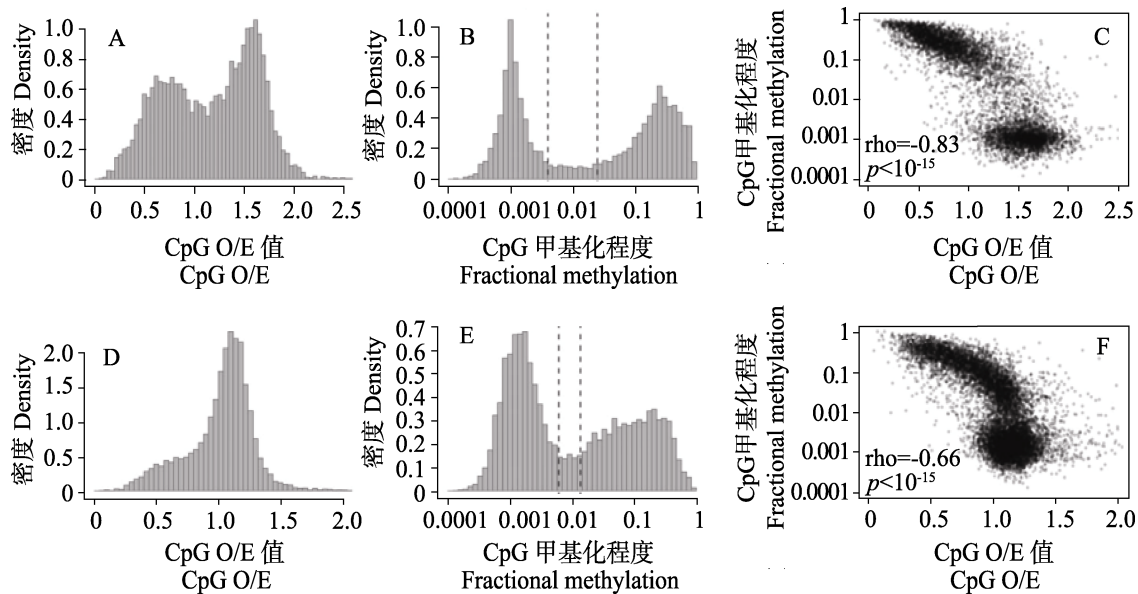 A
密度 Density
1.0
0.8
0.6
0.4
0.2
0
0 0.5 1.0 1.5 2.0 2.5
CpG O/E 值
CpG O/E
B
密度 Density
1.0
0.8
0.6
0.4
0.2
0
0.0001 0.001 0.01 0.1 1
CpG 甲基化程度
Fractional methylation
C
CpG甲基化程度
Fractional methylation
1
0.1
0.01
0.001
0.0001
rho=-0.83
p<10-15
0 0.5 1.0 1.5 2.0 2.5
CpG O/E 值
CpG O/E
D
密度 Density
2.0
1.5
1.0
0.5
0
0 0.5 1.0 1.5 2.0
CpG O/E 值
CpG O/E
E
密度 Density
0.7
0.6
0.5
0.4
0.3
0.2
0.1
0
0.0001 0.001 0.01 0.1 1
CpG 甲基化程度
Fractional methylation
F
CpG甲基化程度
Fractional methylation
1
0.1
0.01
0.001
0.0001
rho=-0.66
p<10-15
0 0.5 1.0 1.5 2.0
CpG O/E 值
CpG O/E